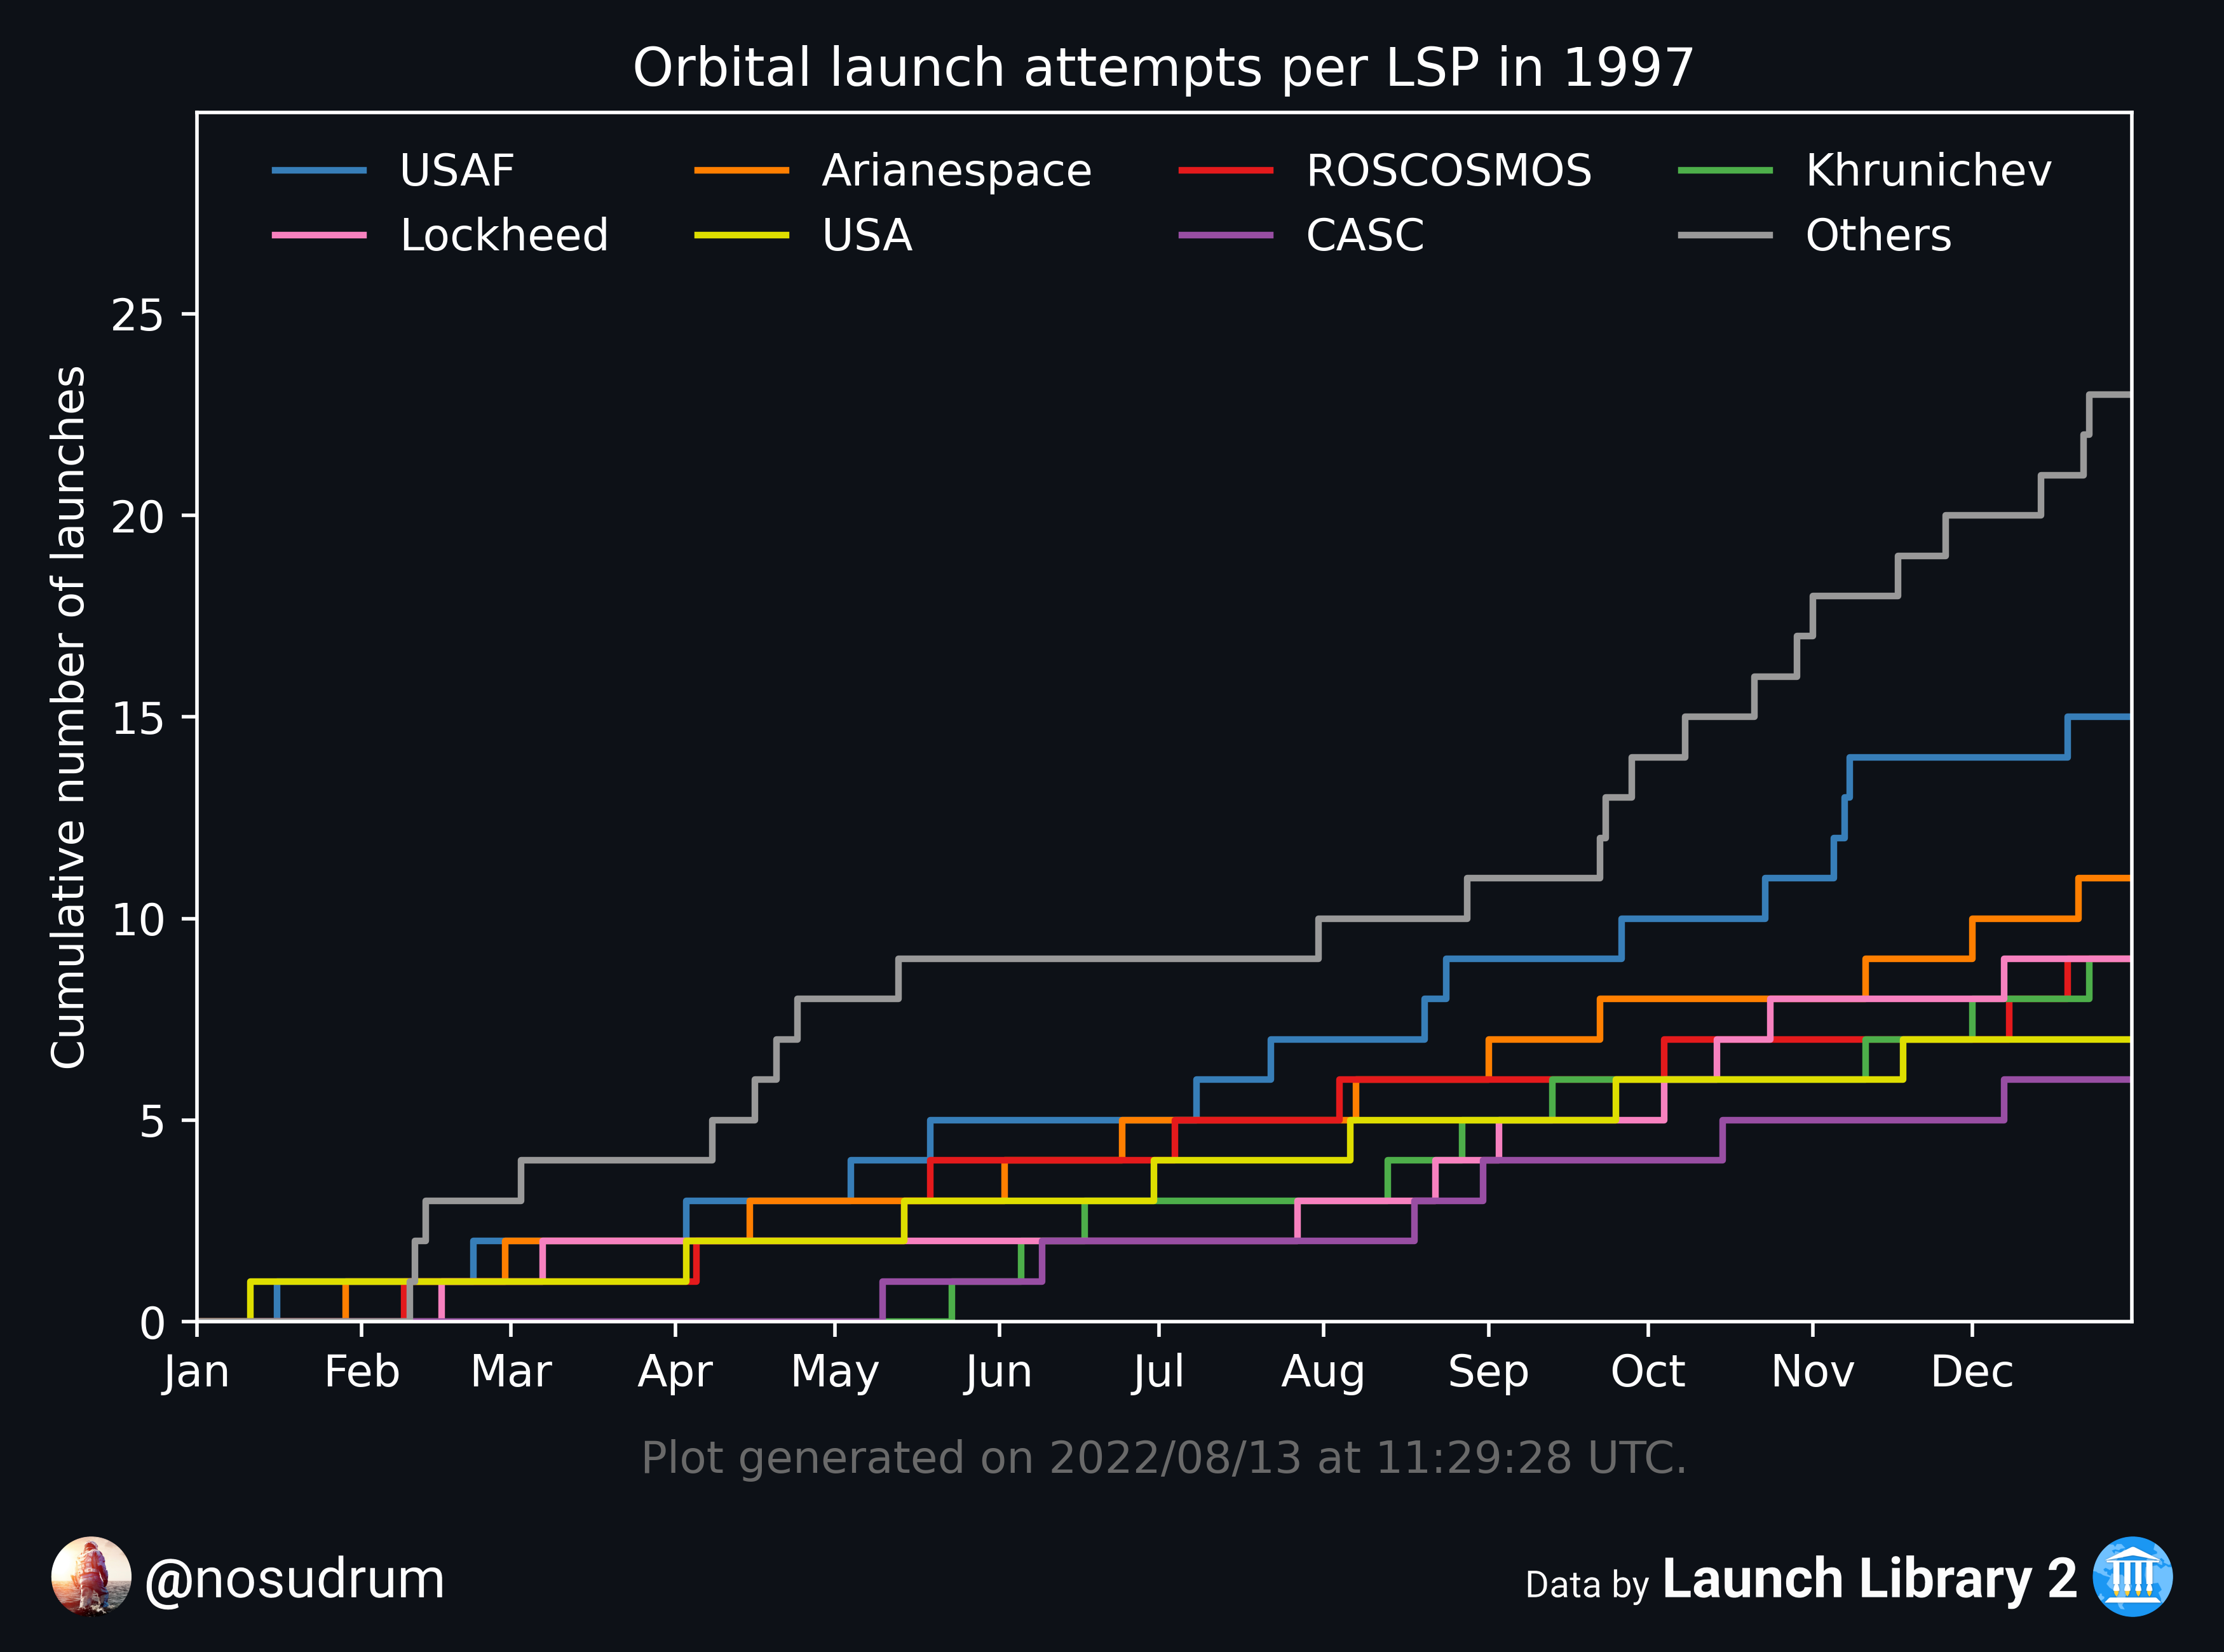 Orbital launch attempts per LSP in 1997
USAF Arianespace ROSCOSMOS Khrunichev
Lockheed USA CASC Others
Cumulative number of launches
25
20
15
10
5
0
Jan Feb Mar Apr May Jun Jul Aug Sep Oct Nov Dec
Plot generated on 2022/08/13 at 11:29:28 UTC.
@nosudrum
Data by Launch Library 2